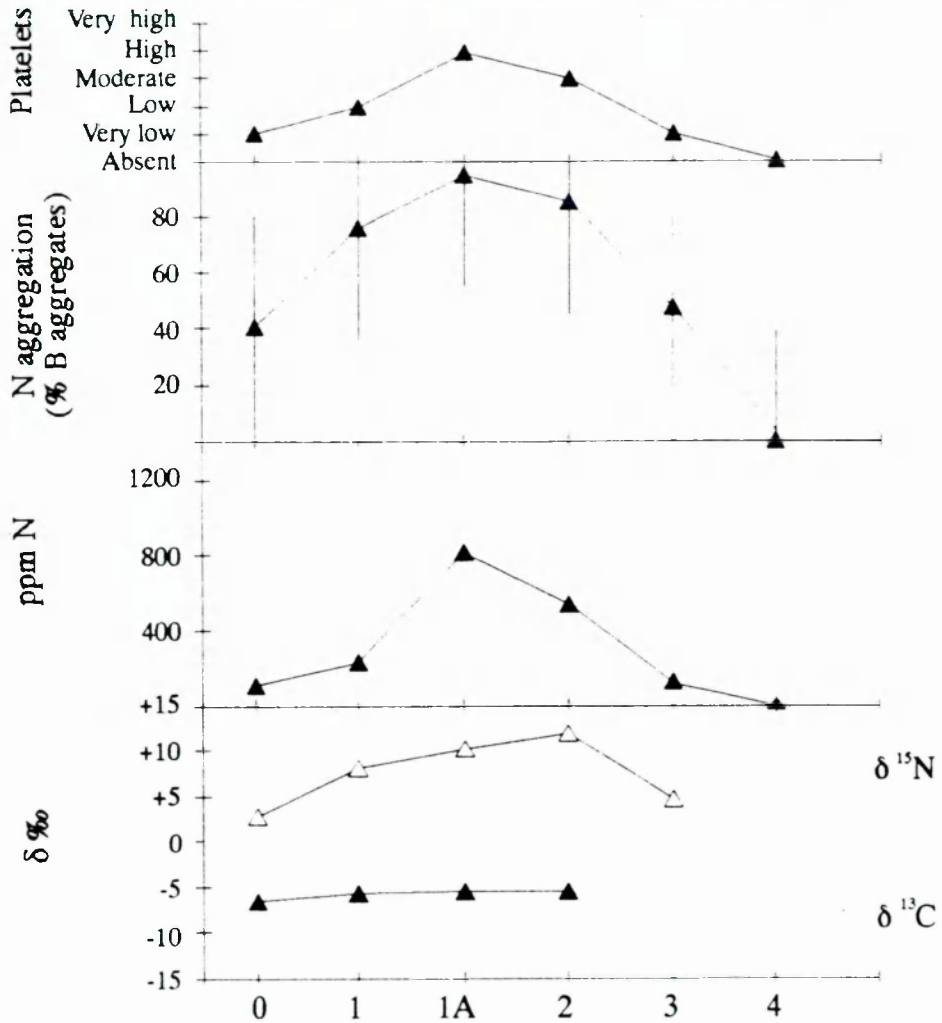 Platelets
Very high
High
Moderate
Low
Very low
Absent
N aggregation
(% B aggregates)
80
60
40
20
ppm N
1200
800
400
+15
+10
+5
0
-5
-10
-15
δ ‰
δ ¹⁵N
δ ¹³C
0 1 1A 2 3 4